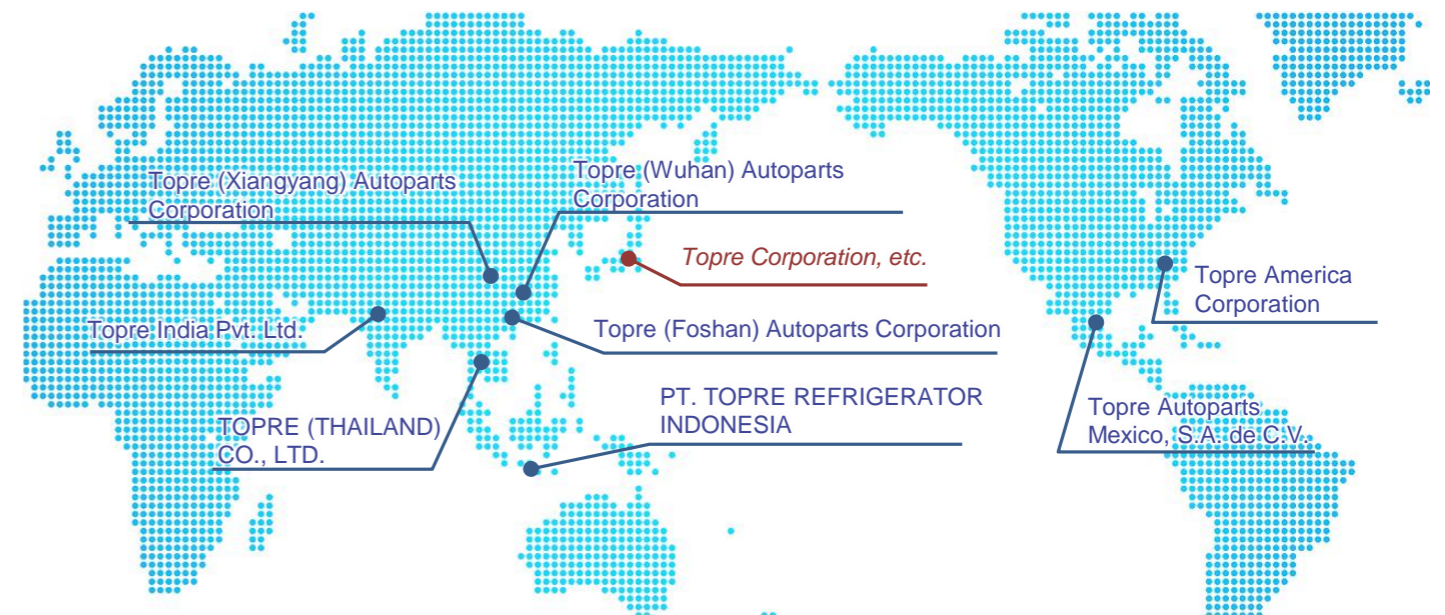 Topre (Xiangyang) Autoparts
Corporation
Topre (Wuhan) Autoparts
Corporation
Topre Corporation, etc.
Topre America
Corporation
Topre India Pvt. Ltd.
Topre (Foshan) Autoparts Corporation
PT. TOPRE REFRIGERATOR
INDONESIA
TOPRE (THAILAND)
CO., LTD.
Topre Autoparts
Mexico, S.A. de C.V.